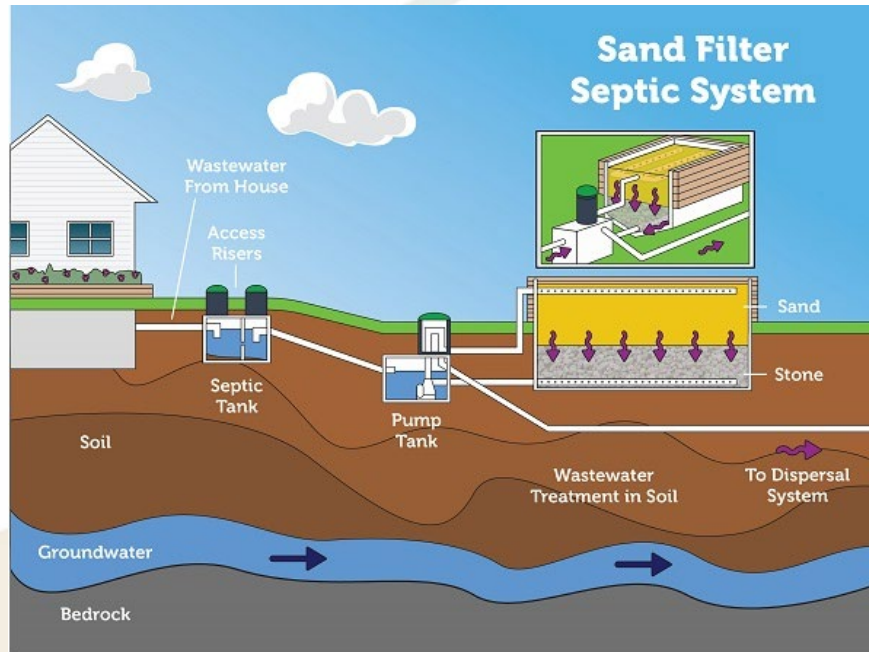 Sand Filter
Septic System
Wastewater
From House
Access
Risers
Sand
Stone
Septic
Tank
Pump
Tank
Soil
Wastewater
Treatment in Soil
To Dispersal
System
Groundwater
Bedrock